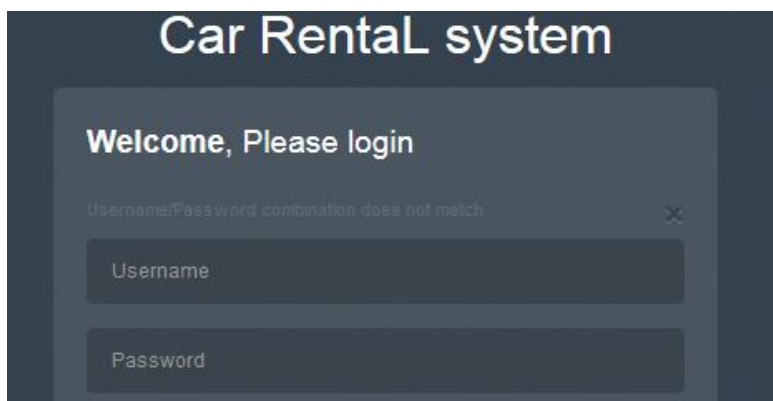 Car RentaL system
Welcome, Please login
Username/Password combination does not match
Username
Password